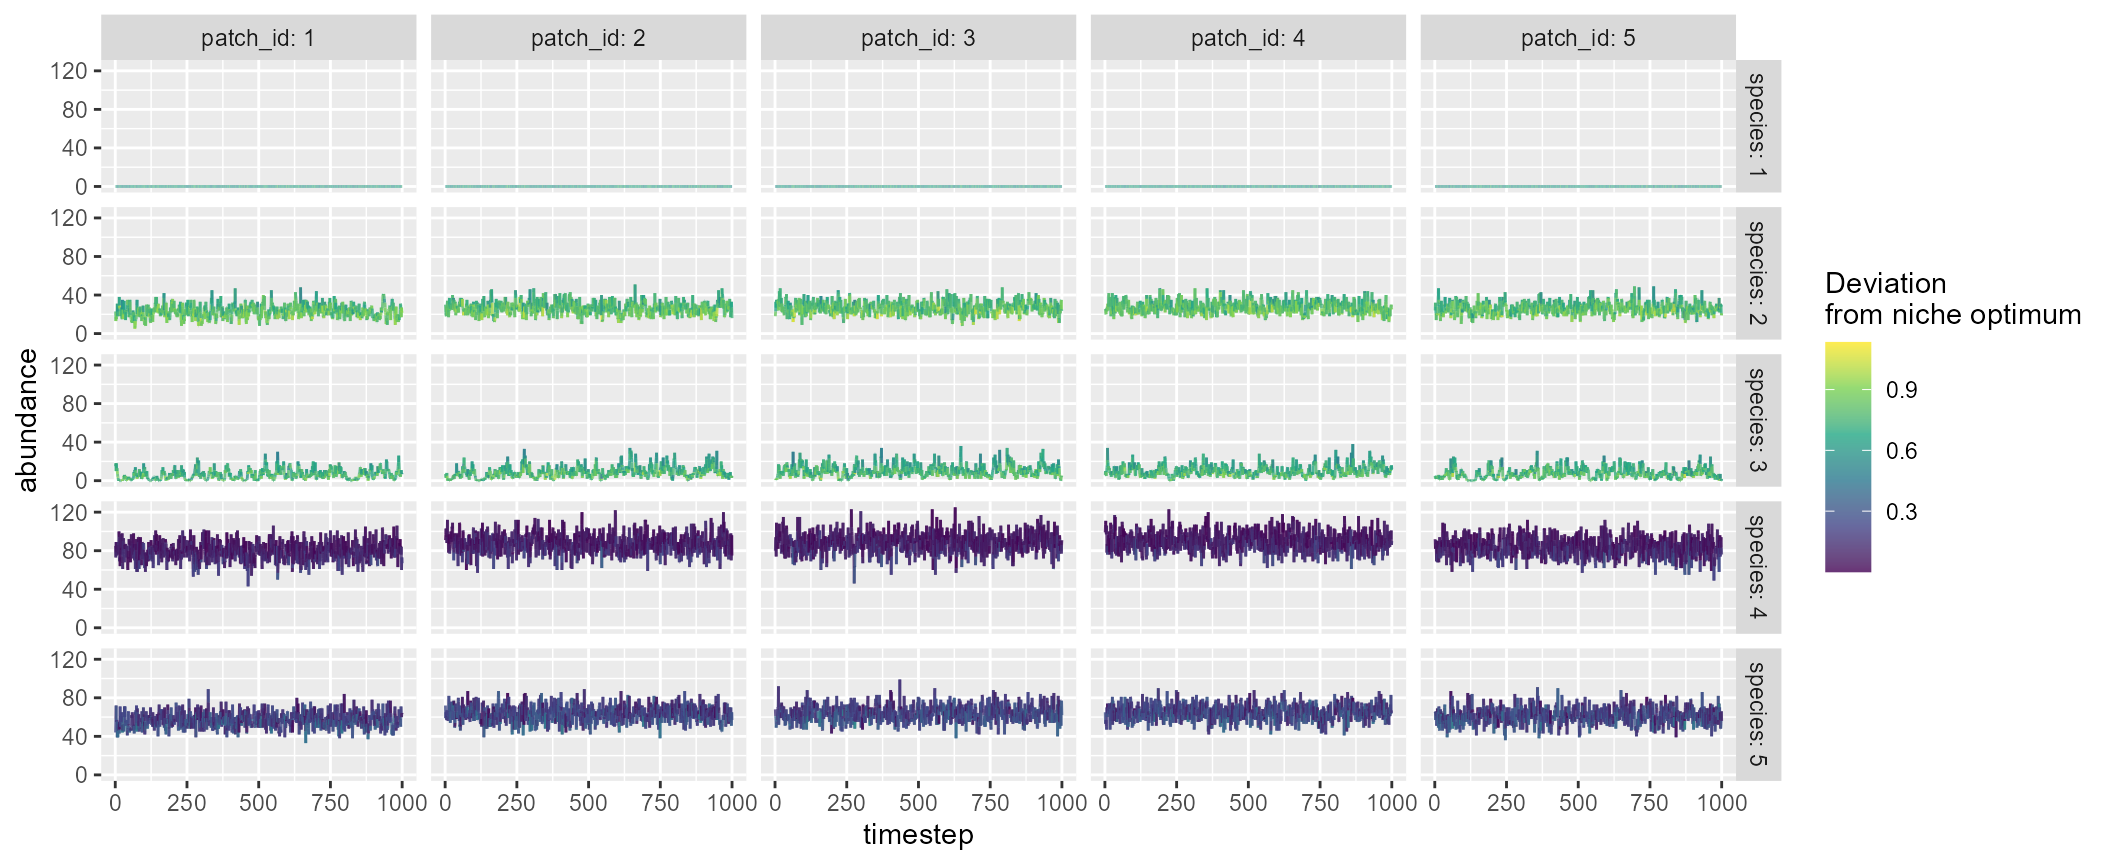 patch_id: 1
patch_id: 2
patch_id: 3
patch_id: 4
patch_id: 5
120
80
40
0
species: 1
120
80
40
0
species: 2
120
80
40
0
species: 3
120
80
40
0
species: 4
120
80
40
0
species: 5
abundance
0 250 500 750 1000
0 250 500 750 1000
0 250 500 750 1000
0 250 500 750 1000
0 250 500 750 1000
timestep
Deviation
from niche optimum
0.9
0.6
0.3